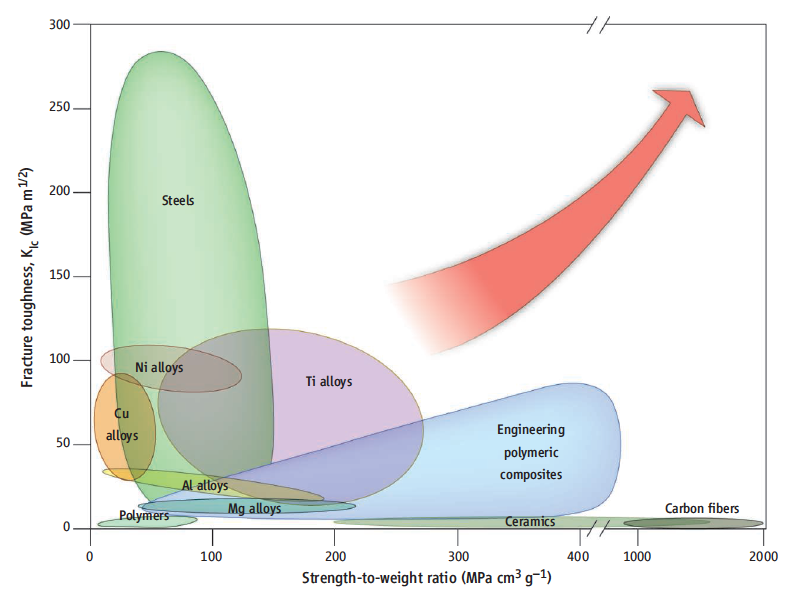 300
250
200
150
100
50
0
Fracture toughness, K_Ic (MPa m^1/2)
Steels
Ni alloys
Ti alloys
Cu
alloys
Engineering
polymeric
composites
Al alloys
Mg alloys
Polymers
Ceramics
Carbon fibers
0
100
200
300
400
1000
2000
Strength-to-weight ratio (MPa cm³ g⁻¹)